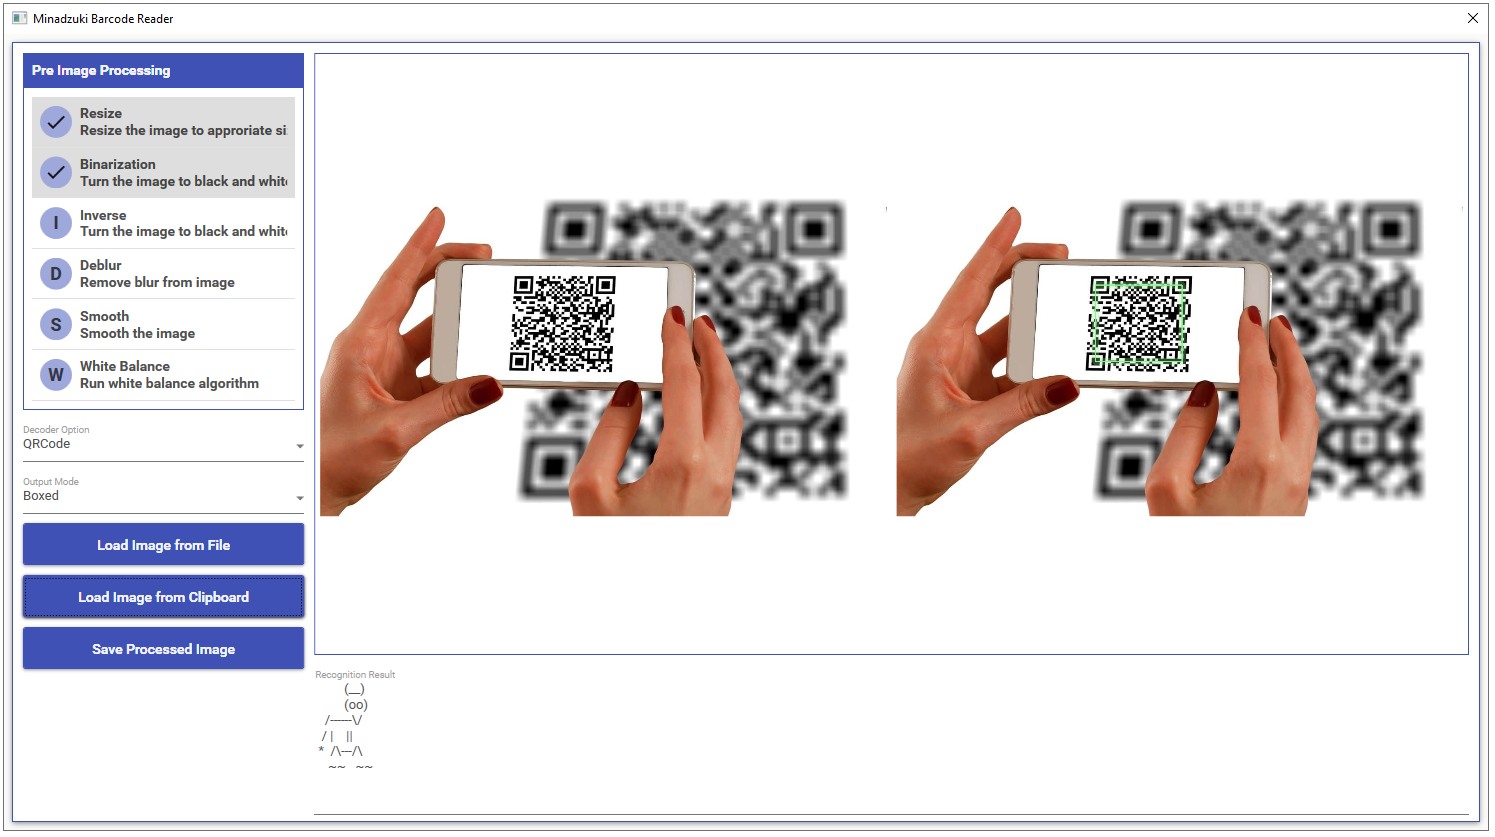 Minadzuki Barcode Reader
Pre Image Processing
Resize
Resize the image to approriate si
Binarization
Turn the image to black and whit
I
Inverse
Turn the image to black and whit
D
Deblur
Remove blur from image
S
Smooth
Smooth the image
W
White Balance
Run white balance algorithm
Decoder Option
QRCode
Output Mode
Boxed
Load Image from File
Load Image from Clipboard
Save Processed Image
Recognition Result
(__)
(oo)
/------\/
/ |    ||
*  /\---/\
~~   ~~